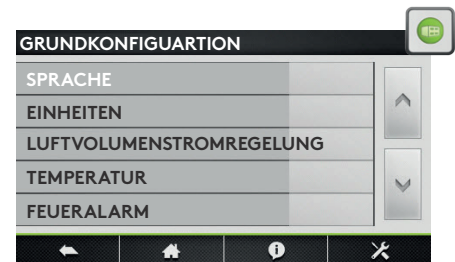 GRUNDKONFIGUARTION
SPRACHE
EINHEITEN
LUFTVOLUMENSTROMREGELUNG
TEMPERATUR
FEUERALARM